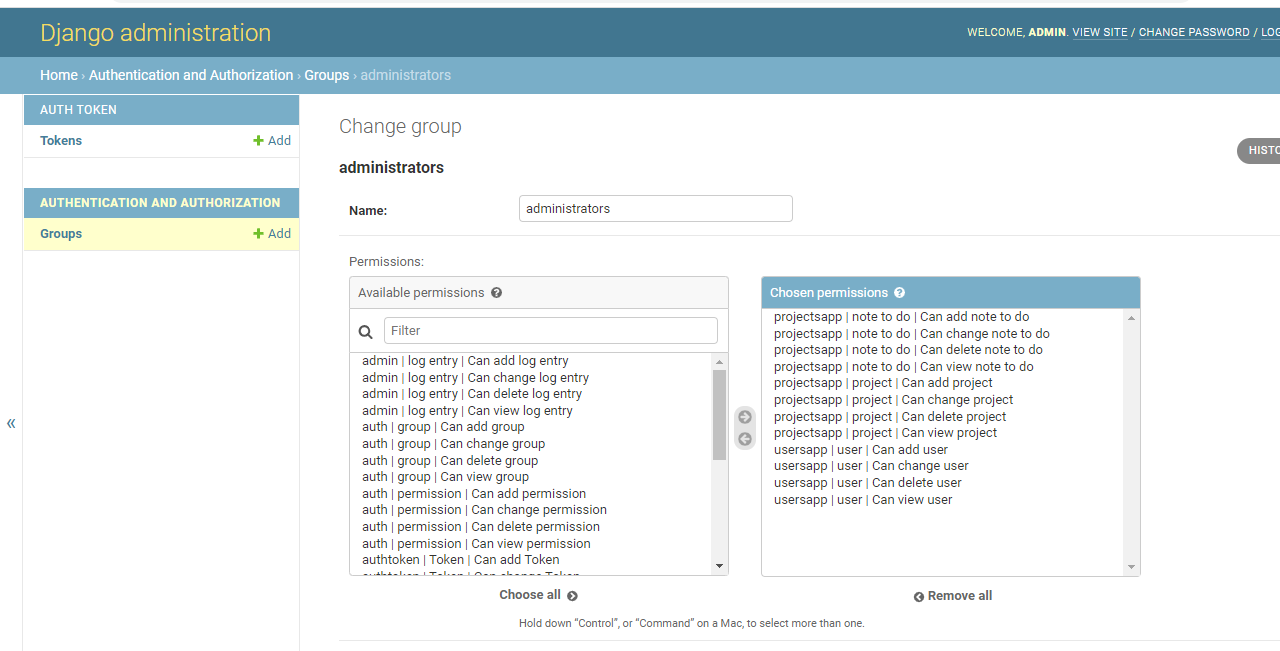 Django administration
WELCOME, ADMIN. VIEW SITE / CHANGE PASSWORD /
Home › Authentication and Authorization › Groups › administrators
AUTH TOKEN
Tokens
Add
AUTHENTICATION AND AUTHORIZATION
Groups
Add
«
Change group
administrators
Name:
administrators
Permissions:
Available permissions
Filter
admin | log entry | Can add log entry
admin | log entry | Can change log entry
admin | log entry | Can delete log entry
admin | log entry | Can view log entry
auth | group | Can add group
auth | group | Can change group
auth | group | Can delete group
auth | group | Can view group
auth | permission | Can add permission
auth | permission | Can change permission
auth | permission | Can delete permission
auth | permission | Can view permission
authtoken | Token | Can add Token
authtoken | Token | Can change Token
Choose all
Chosen permissions
projectsapp | note to do | Can add note to do
projectsapp | note to do | Can change note to do
projectsapp | note to do | Can delete note to do
projectsapp | note to do | Can view note to do
projectsapp | project | Can add project
projectsapp | project | Can change project
projectsapp | project | Can delete project
projectsapp | project | Can view project
usersapp | user | Can add user
usersapp | user | Can change user
usersapp | user | Can delete user
usersapp | user | Can view user
Remove all
Hold down “Control”, or “Command” on a Mac, to select more than one.